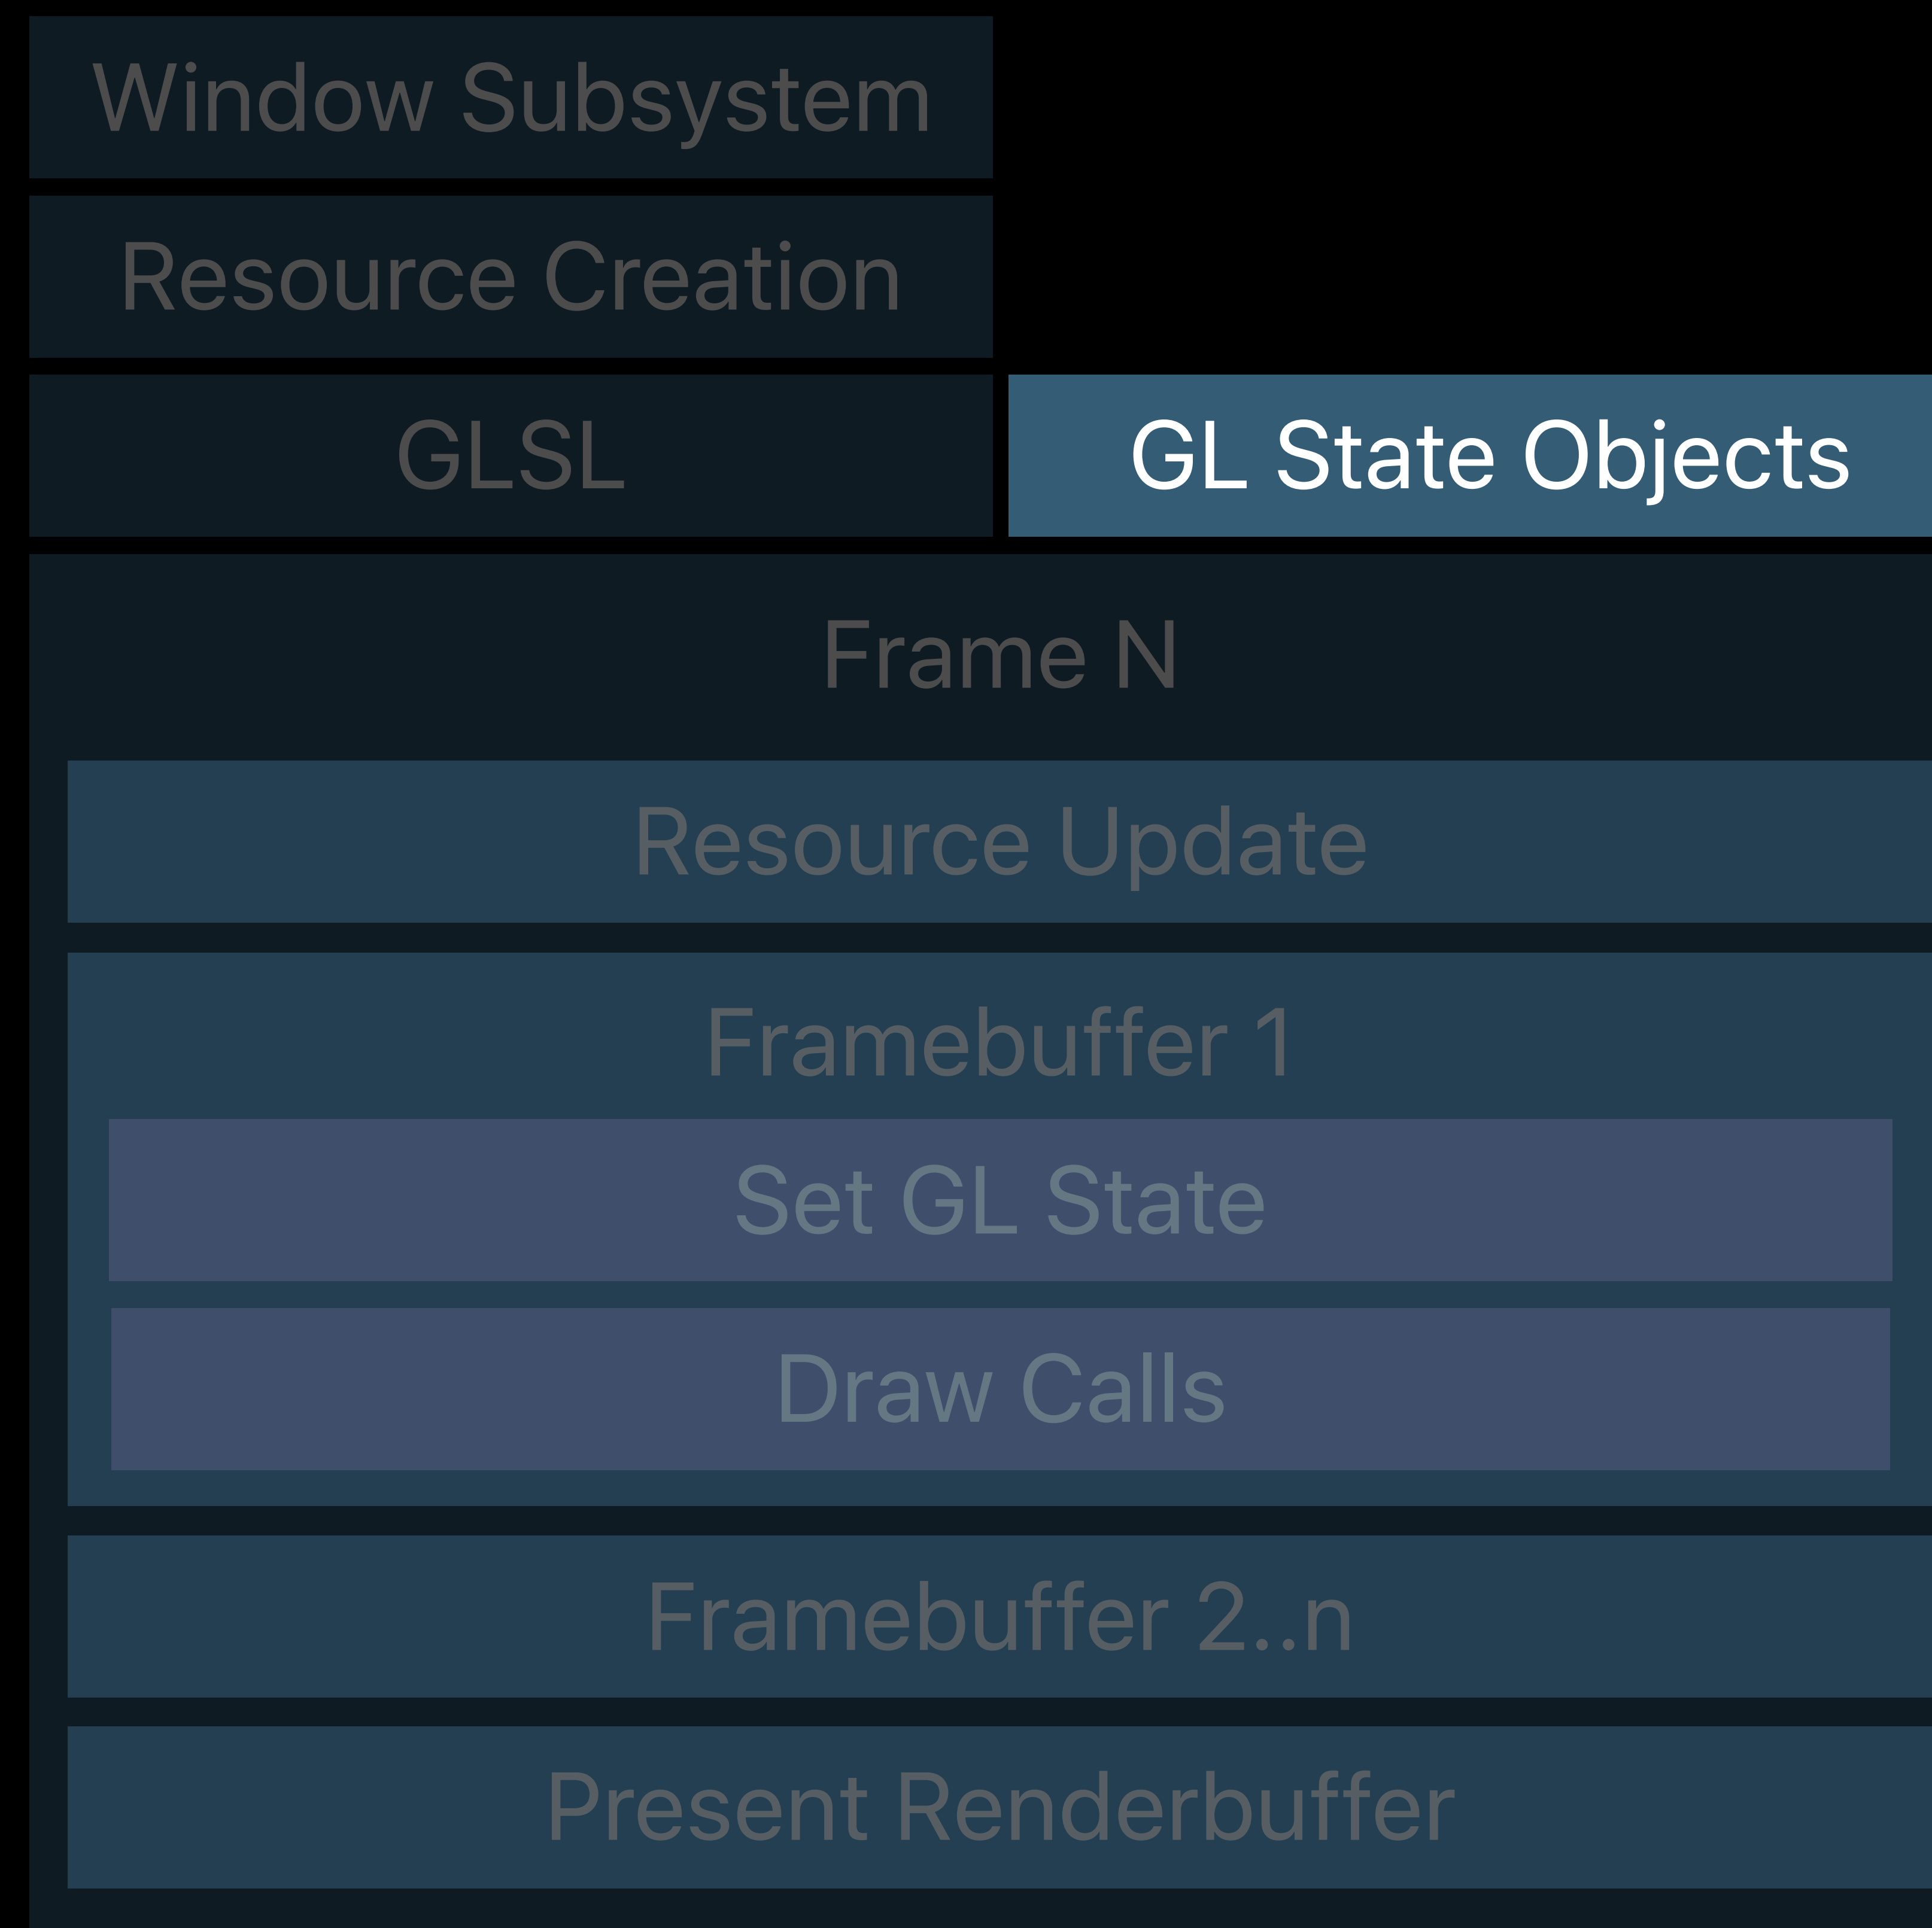 Window Subsystem
Resource Creation
GLSL
GL State Objects
Frame N
Resource Update
Framebuffer 1
Set GL State
Draw Calls
Framebuffer 2..n
Present Renderbuffer